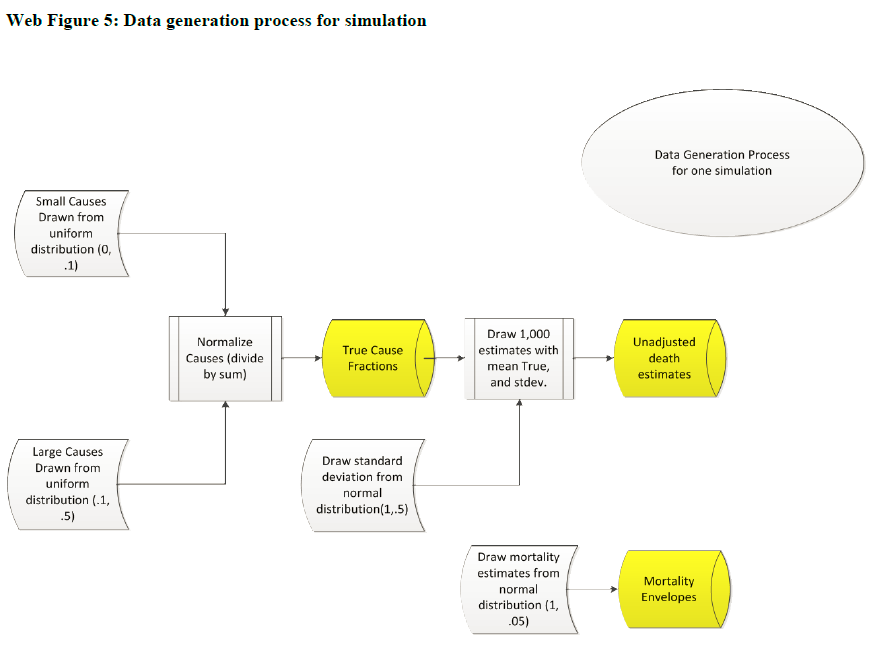 Web Figure 5: Data generation process for simulation
Data Generation Process
for one simulation
Small Causes
Drawn from
uniform
distribution (0,
.1)
Normalize
Causes (divide
by sum)
True Cause
Fractions
Draw 1,000
estimates with
mean True,
and stdev.
Unadjusted
death
estimates
Large Causes
Drawn from
uniform
distribution (.1,
.5)
Draw standard
deviation from
normal
distribution(1,.5)
Draw mortality
estimates from
normal
distribution (1,
.05)
Mortality
Envelopes